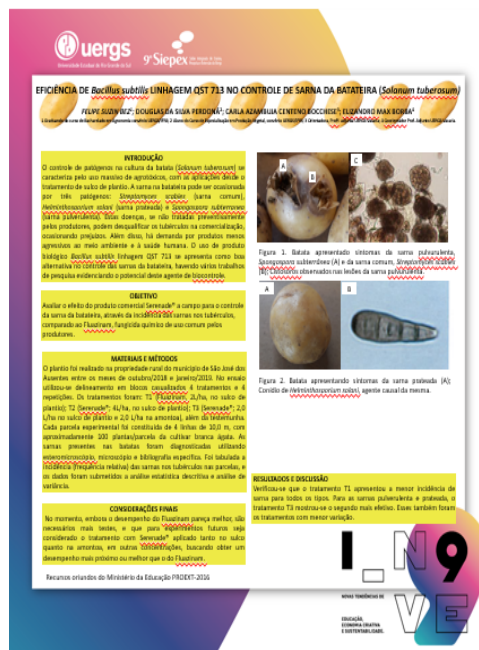 uergs
Universidade Estadual do Rio Grande do Sul
9º Siepex
EFICIÊNCIA DE Bacillus subtilis LINHAGEM QST 713 NO CONTROLE DE SARNA DA BATATEIRA (Solanum tuberosum)
FELIPE SUZIN BEZ¹; DOUGLAS DA SILVA PERDONÁ²; CARLA AZAMBUJA CENTENO BOCCHESE³; ELIZANDRO MAX BORBA⁴
INTRODUÇÃO
O controle de patógenos na cultura da batata (Solanum tuberosum) se
caracteriza pelo uso massivo de agrotóxicos, com as aplicações desde o
tratamento de sulco de plantio. A sarna na batateira pode ser ocasionada
por três patógenos: Streptomyces scabies (sarna comum),
Helminthosporium solani (sarna prateada) e Spongospora subterranea
(sarna pulverulenta). Estas doenças, se não tratadas preventivamente
pelos produtores, podem desqualificar os tubérculos na comercialização,
ocasionando prejuízos. Além disso, há demanda por produtos menos
agressivos ao meio ambiente e à saúde humana. O uso de produto
biológico Bacillus subtilis linhagem QST 713 se apresenta como boa
alternativa no controle das sarnas da batateira, havendo vários trabalhos
de pesquisa evidenciando o potencial deste agente de biocontrole.
OBJETIVO
Avaliar o efeito do produto comercial Serenade® a campo para o controle
da sarna da batateira, através da incidência das sarnas nos tubérculos,
comparado ao Fluazinam, fungicida químico de uso comum pelos
produtores.
MATERIAIS E MÉTODOS
O plantio foi realizado na propriedade rural do município de São José dos
Ausentes entre os meses de outubro/2018 e janeiro/2019. No ensaio
utilizou-se delineamento em blocos casualizados 4 tratamentos e 4
repetições. Os tratamentos foram: T1 (Fluazinam, 2L/ha, no sulco de
plantio); T2 (Serenade®; 4L/ha, no sulco de plantio); T3 (Serenade®; 2,0
L/ha no sulco de plantio e 2,0 L/ha na amontoa), além da testemunha.
Cada parcela experimental foi constituída de 4 linhas de 10,0 m, com
aproximadamente 100 plantas/parcela da cultivar branca ágata. As
sarnas presentes nas batatas foram diagnosticadas utilizando
estereomicroscópio, microscópio e bibliografia específica. Foi tabulada a
incidência (frequência relativa) das sarnas nos tubérculos nas parcelas, e
os dados foram submetidos a análise estatística descritiva e análise de
variância.
CONSIDERAÇÕES FINAIS
No momento, embora o desempenho do Fluazinam pareça melhor, são
necessários mais testes, e que para experimentos futuros seja
considerado o tratamento com Serenade® aplicado tanto no sulco
quanto na amontoa, em outras concentrações, buscando obter um
desempenho mais próximo ou melhor que o do Fluazinam.
Recursos oriundos do Ministério da Educação PROEXT-2016
A
B
C
Figura 1. Batata apresentado sintomas da sarna pulverulenta,
Spongospora subterrânea (A) e da sarna comum, Streptomyces scabies
(B); Cistosoros observados nas lesões da sarna pulverulenta.
A
B
Figura 2. Batata apresentando sintomas da sarna prateada (A);
Conídio de Helminthosporium solani, agente causal da mesma.
RESULTADOS E DISCUSSÃO
Verificou-se que o tratamento T1 apresentou a menor incidência de
sarna para todos os tipos. Para as sarnas pulverulenta e prateada, o
tratamento T3 mostrou-se o segundo mais efetivo. Esses também foram
os tratamentos com menor variação.
I_N9
VE
NOVAS TENDÊNCIAS DE
EDUCAÇÃO,
ECONOMIA CRIATIVA
E SUSTENTABILIDADE.